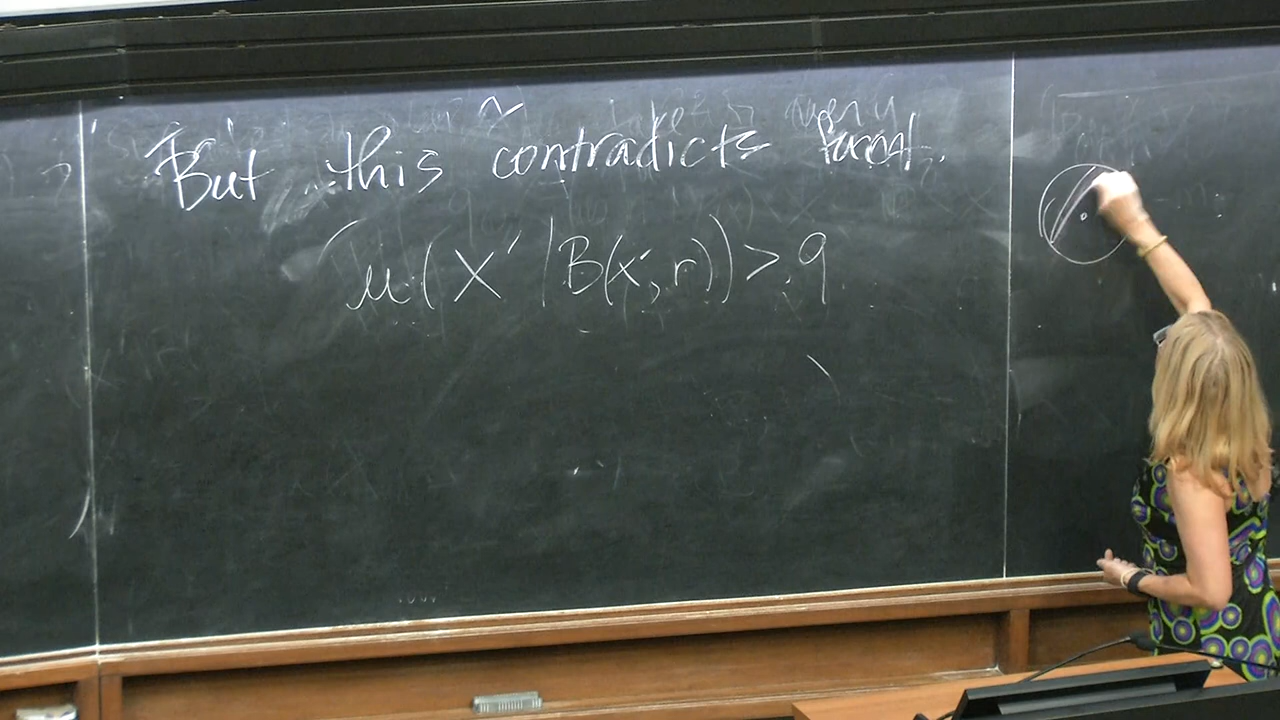 But this contradicts
μ(X′|B(x,r)) > .9